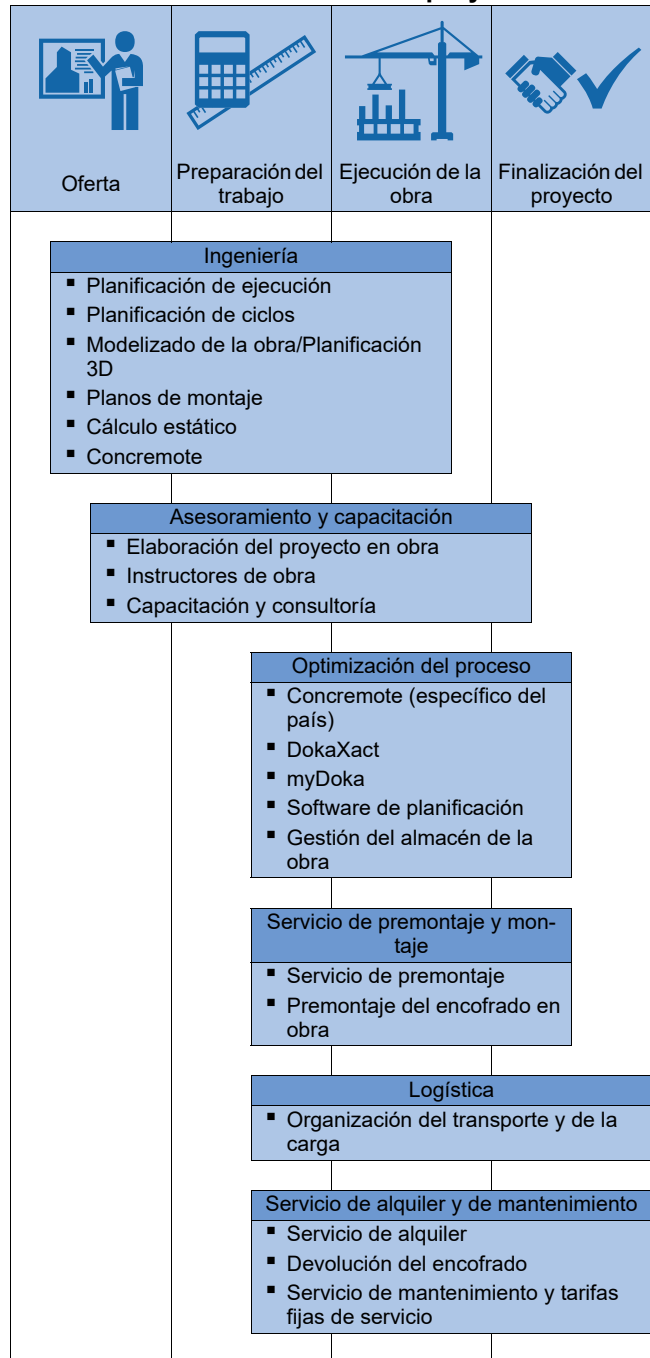 Oferta
Preparación del
trabajo
Ejecución de la
obra
Finalización del
proyecto
Ingeniería
▪ Planificación de ejecución
▪ Planificación de ciclos
▪ Modelizado de la obra/Planificación
3D
▪ Planos de montaje
▪ Cálculo estático
▪ Concremote
Asesoramiento y capacitación
▪ Elaboración del proyecto en obra
▪ Instructores de obra
▪ Capacitación y consultoría
Optimización del proceso
▪ Concremote (específico del
país)
▪ DokaXact
▪ myDoka
▪ Software de planificación
▪ Gestión del almacén de la
obra
Servicio de premontaje y mon-
taje
▪ Servicio de premontaje
▪ Premontaje del encofrado en
obra
Logística
▪ Organización del transporte y de la
carga
Servicio de alquiler y de mantenimiento
▪ Servicio de alquiler
▪ Devolución del encofrado
▪ Servicio de mantenimiento y tarifas
fijas de servicio